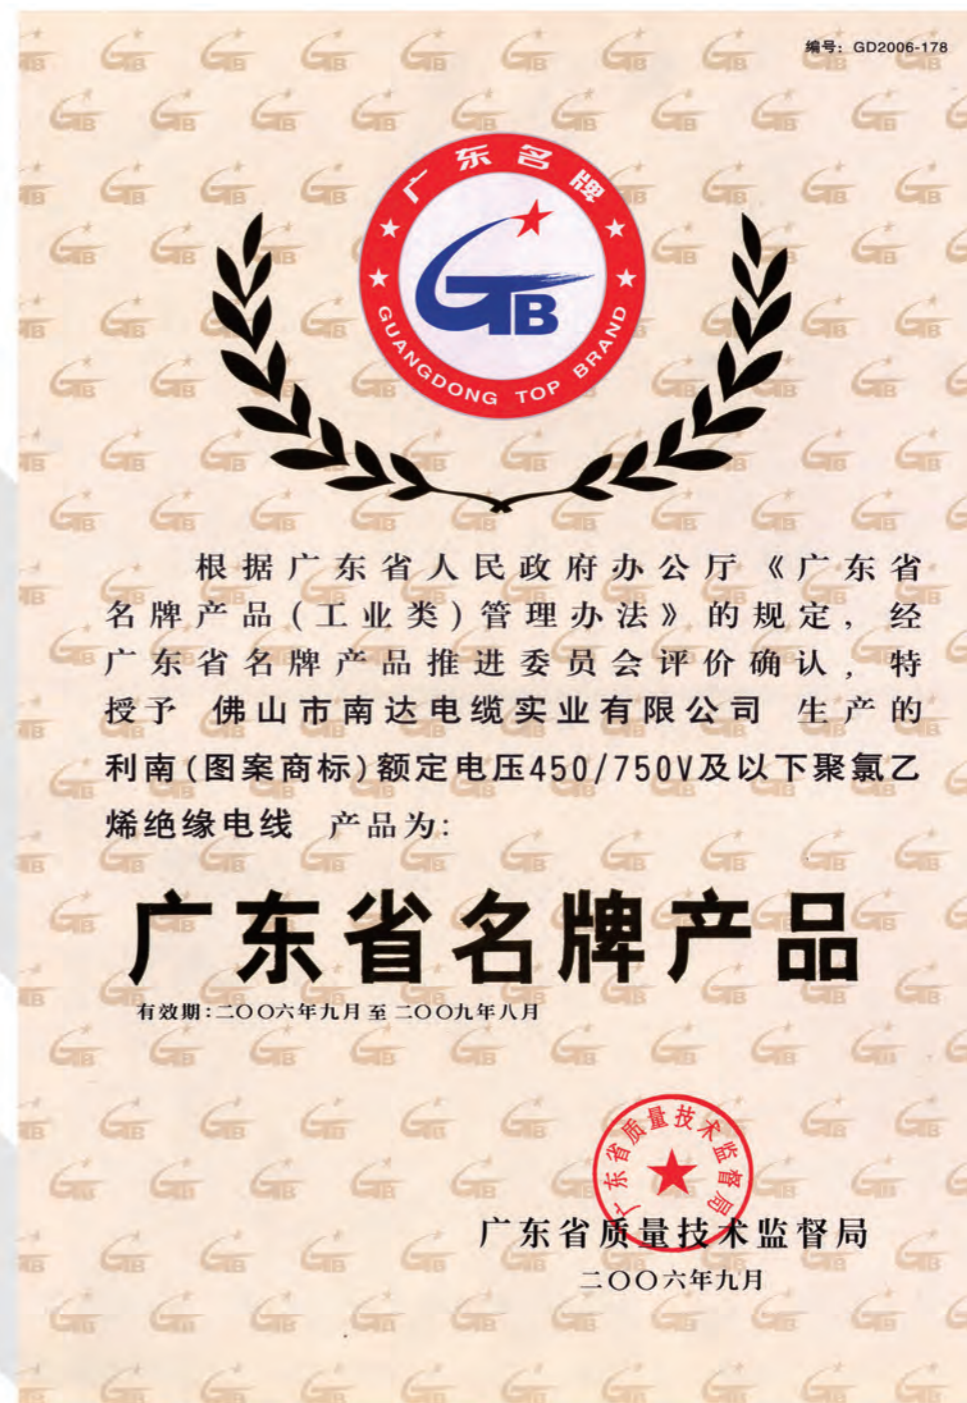 编号：GD2006-178
广东名牌
GTB
GUANGDONG TOP BRAND
根据广东省人民政府办公厅《广东省
名牌产品(工业类)管理办法》的规定，经
广东省名牌产品推进委员会评价确认，特
授予 佛山市南达电缆实业有限公司 生产的
利南(图案商标)额定电压450/750V及以下聚氯乙
烯绝缘电线 产品为：
广东省名牌产品
有效期：二〇〇六年九月至二〇〇九年八月
广东省质量技术监督局
广东省质量技术监督局
二〇〇六年九月